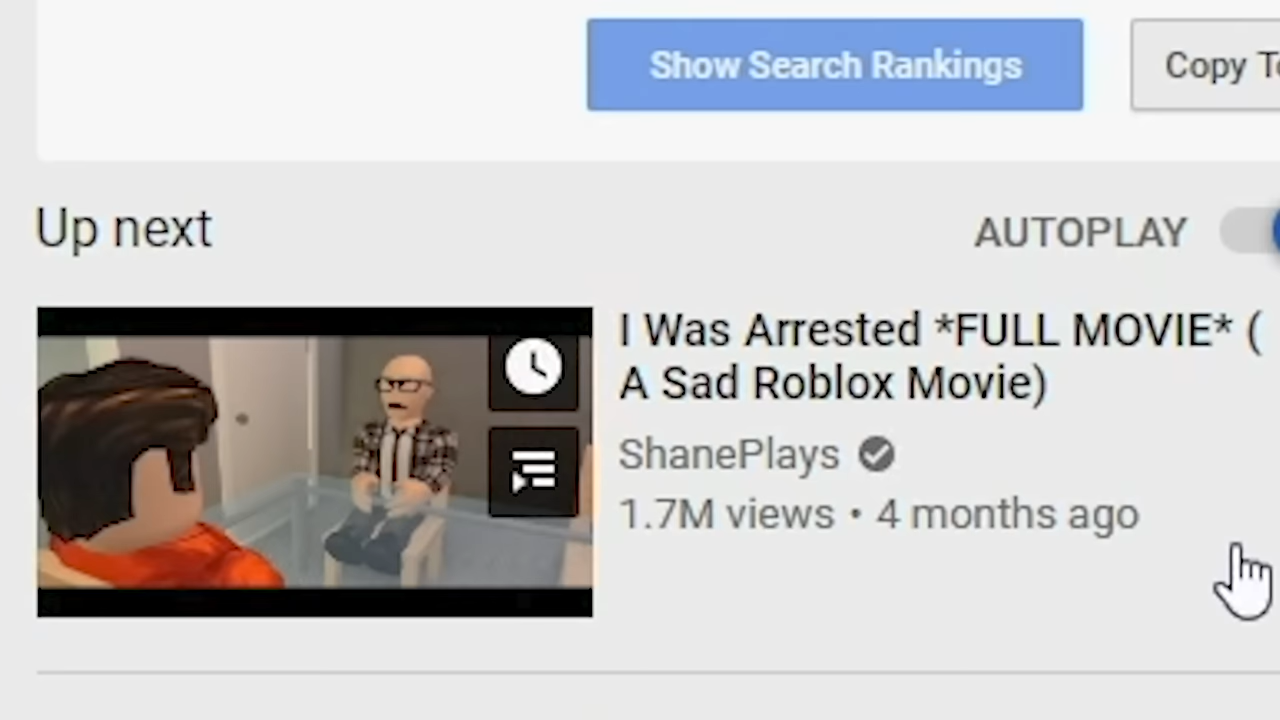 Show Search Rankings
Copy
Up next
AUTOPLAY
I Was Arrested *FULL MOVIE* (
A Sad Roblox Movie)
ShanePlays
1.7M views • 4 months ago